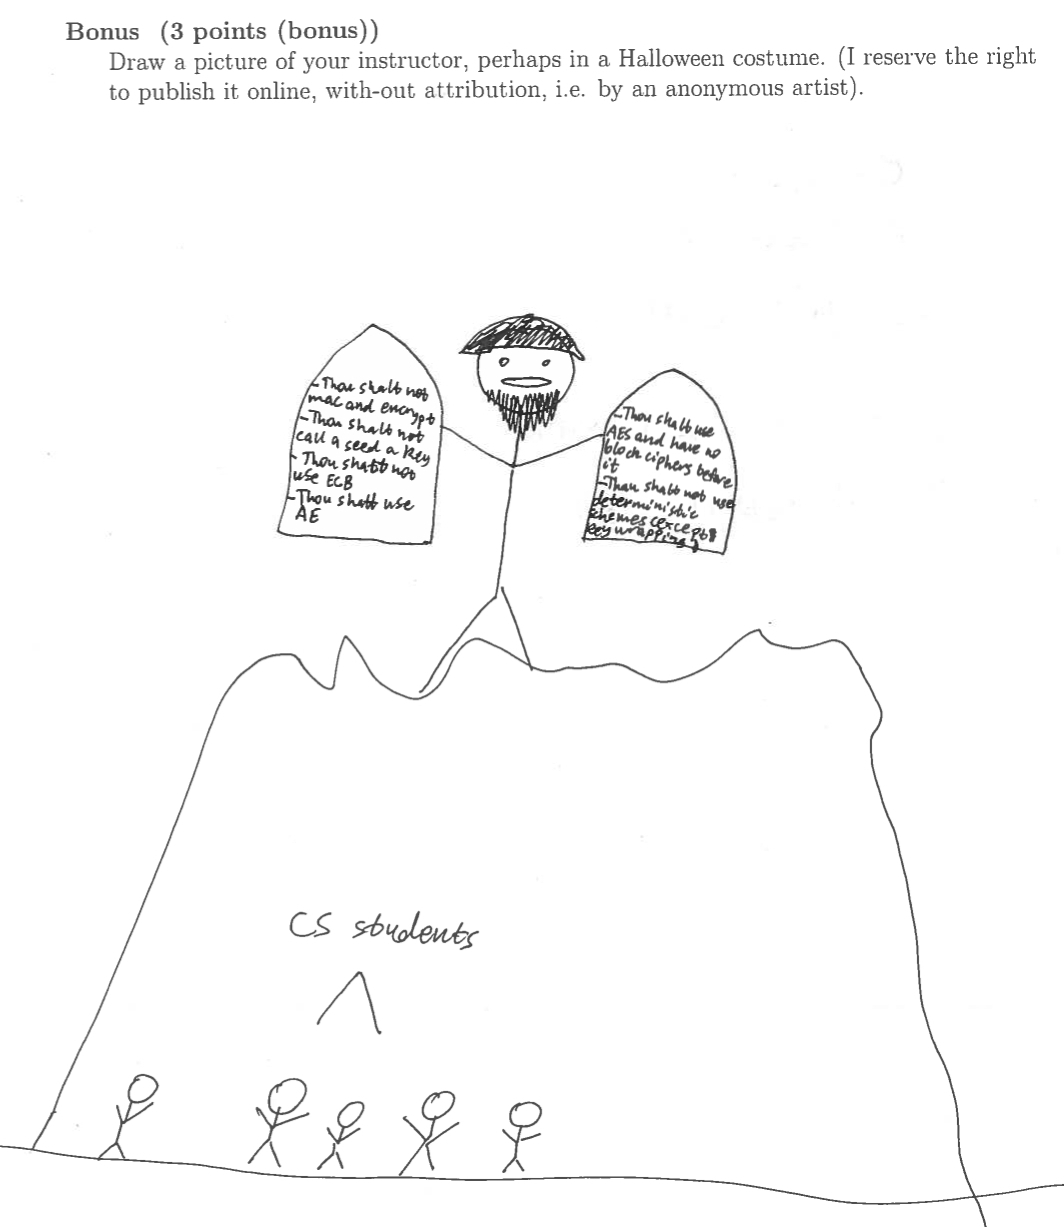 Bonus (3 points (bonus))
Draw a picture of your instructor, perhaps in a Halloween costume. (I reserve the right
to publish it online, with-out attribution, i.e. by an anonymous artist).
-Thou shalt not
mac and encrypt
-Thou shalt not
call a seed a key
- Thou shalt not
use ECB
-Thou shalt use
AE
-Thou shalt use
AES and have no
block ciphers before
it
-Thou shalt not use
deterministic
schemes (except
key wrapping)
CS students